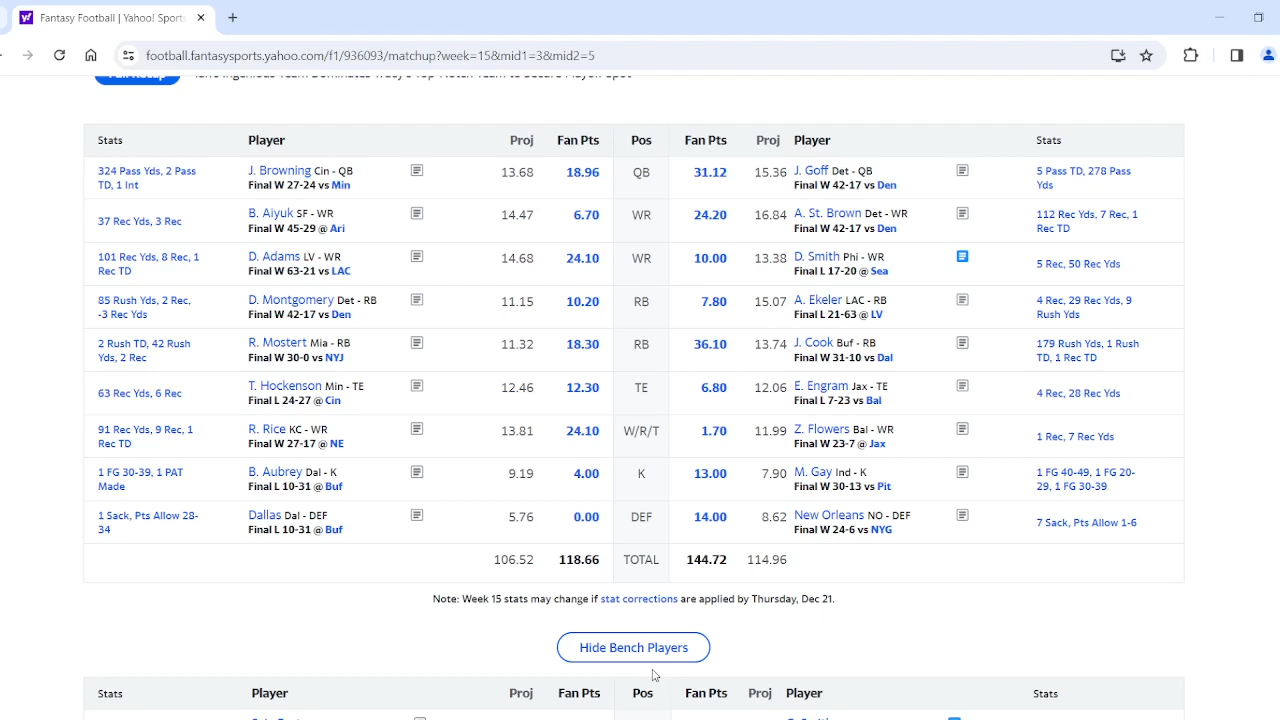 Fantasy Football | Yahoo! Sports
football.fantasysports.yahoo.com/f1/936093/matchup?week=15&mid1=3&mid2=5
Stats Player Proj Fan Pts Pos Fan Pts Proj Player Stats
324 Pass Yds, 2 Pass TD, 1 Int J. Browning Cin - QB 13.68 18.96 QB 31.12 15.36 J. Goff Det - QB 5 Pass TD, 278 Pass Yds
Final W 27-24 vs Min Final W 42-17 vs Den
37 Rec Yds, 3 Rec B. Aiyuk SF - WR 14.47 6.70 WR 24.20 16.84 A. St. Brown Det - WR 112 Rec Yds, 7 Rec, 1 Rec TD
Final W 45-29 @ Ari Final W 42-17 vs Den
101 Rec Yds, 8 Rec, 1 Rec TD D. Adams LV - WR 14.68 24.10 WR 10.00 13.38 D. Smith Phi - WR 5 Rec, 50 Rec Yds
Final W 63-21 vs LAC Final L 17-20 @ Sea
85 Rush Yds, 2 Rec, -3 Rec Yds D. Montgomery Det - RB 11.15 10.20 RB 7.80 15.07 A. Ekeler LAC - RB 4 Rec, 29 Rec Yds, 9 Rush Yds
Final W 42-17 vs Den Final L 21-63 @ LV
2 Rush TD, 42 Rush Yds, 2 Rec R. Mostert Mia - RB 11.32 18.30 RB 36.10 13.74 J. Cook Buf - RB 179 Rush Yds, 1 Rush TD, 1 Rec TD
Final W 30-0 vs NYJ Final W 31-10 vs Dal
63 Rec Yds, 6 Rec T. Hockenson Min - TE 12.46 12.30 TE 6.80 12.06 E. Engram Jax - TE 4 Rec, 28 Rec Yds
Final L 24-27 @ Cin Final L 7-23 vs Bal
91 Rec Yds, 9 Rec, 1 Rec TD R. Rice KC - WR 13.81 24.10 W/R/T 1.70 11.99 Z. Flowers Bal - WR 1 Rec, 7 Rec Yds
Final W 27-17 @ NE Final W 23-7 @ Jax
1 FG 30-39, 1 PAT Made B. Aubrey Dal - K 9.19 4.00 K 13.00 7.90 M. Gay Ind - K 1 FG 40-49, 1 FG 20-29, 1 FG 30-39
Final L 10-31 @ Buf Final W 30-13 vs Pit
1 Sack, Pts Allow 28-34 Dallas Dal - DEF 5.76 0.00 DEF 14.00 8.62 New Orleans NO - DEF 7 Sack, Pts Allow 1-6
Final L 10-31 @ Buf Final W 24-6 vs NYG
106.52 118.66 TOTAL 144.72 114.96
Note: Week 15 stats may change if stat corrections are applied by Thursday, Dec 21.
Hide Bench Players
Stats Player Proj Fan Pts Pos Fan Pts Proj Player Stats